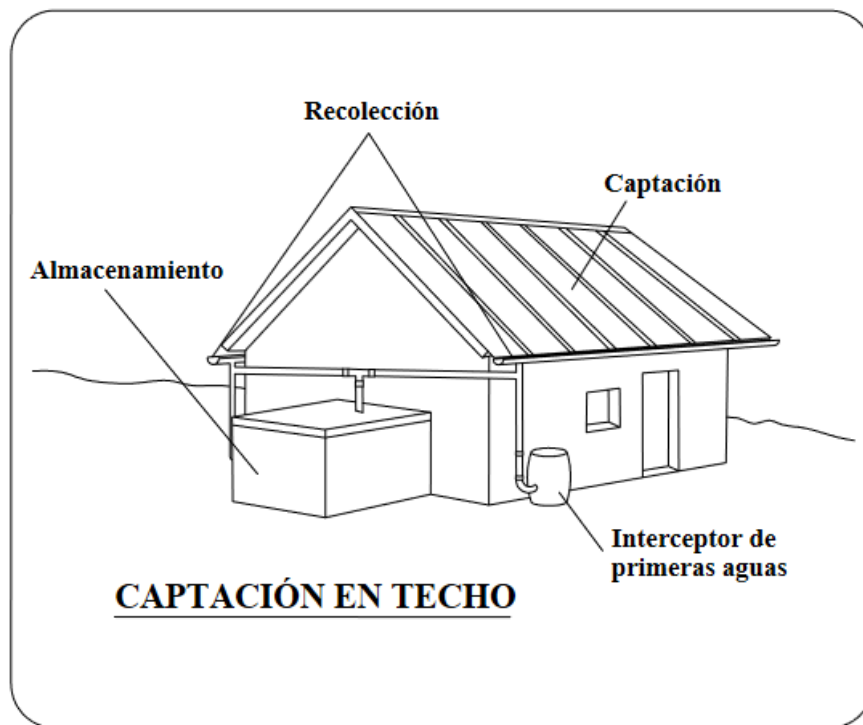 Recolección
Captación
Almacenamiento
Interceptor de
primeras aguas
CAPTACIÓN EN TECHO